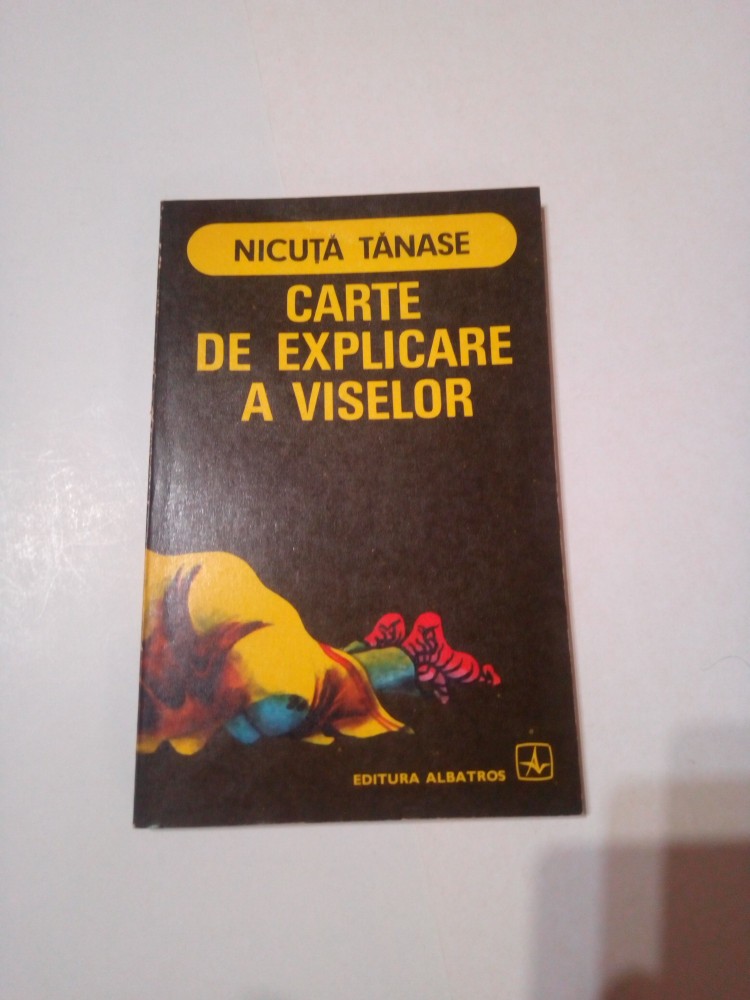 NICUȚĂ TĂNASE
CARTE
DE EXPLICARE
A VISELOR
EDITURA ALBATROS